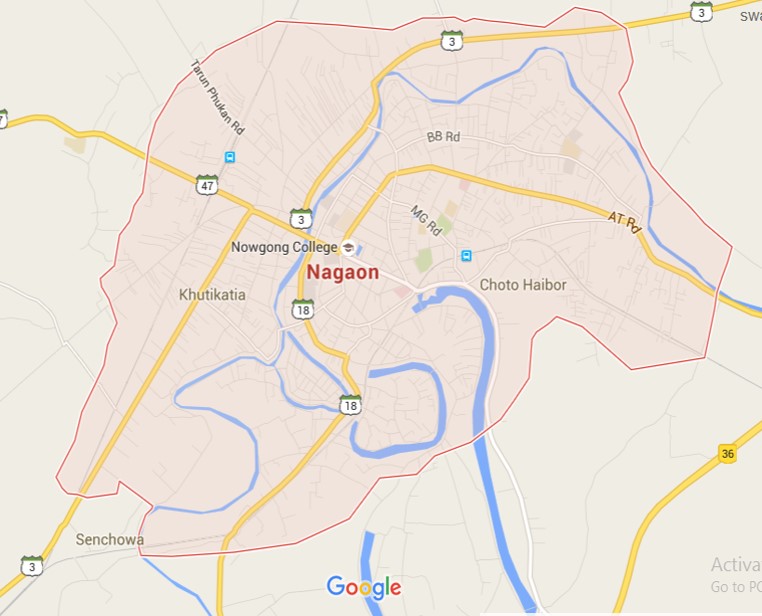 3
SWA
3
7
Tarun Phukan Rd
BB Rd
47
3
MG Rd
AT Rd
Nowgong College
Nagaon
Khutikatia
Choto Haibor
18
18
36
Senchowa
3
Activa
Go to PC
Google